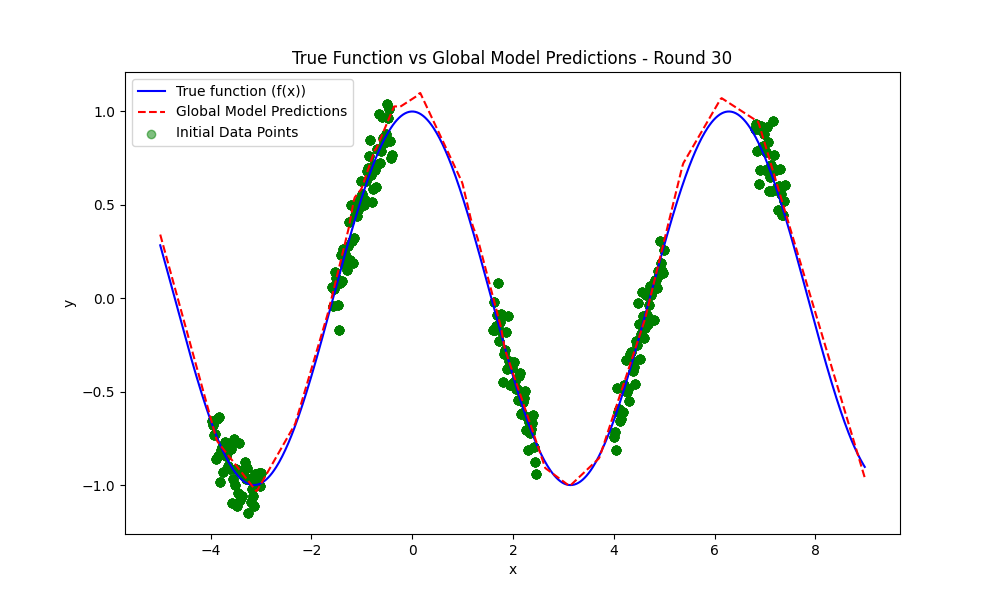 True Function vs Global Model Predictions - Round 30
True function (f(x))
Global Model Predictions
Initial Data Points
1.0
0.5
0.0
−0.5
−1.0
y
−4
−2
0
2
4
6
8
x